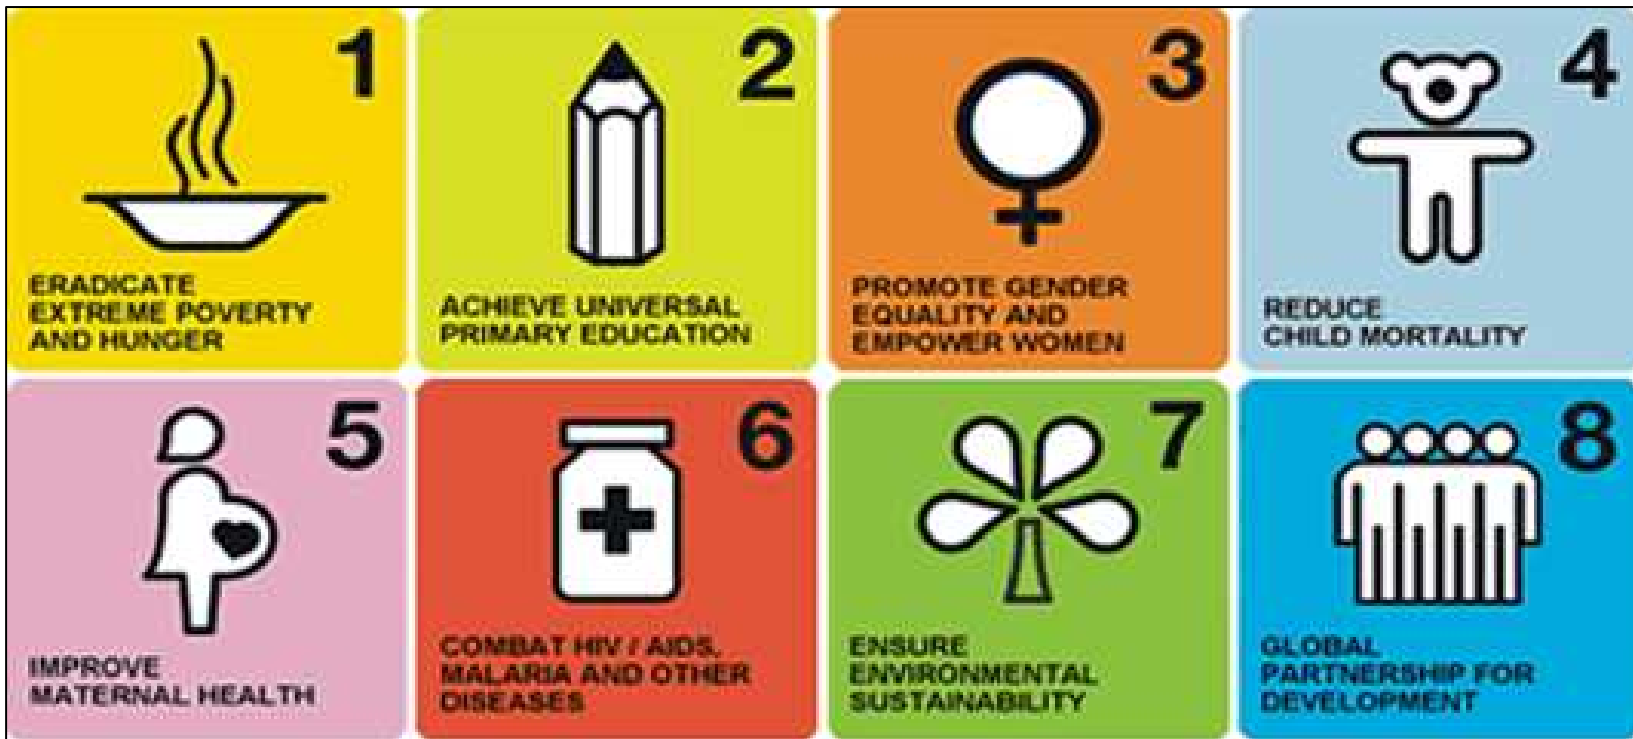 1
ERADICATE
EXTREME POVERTY
AND HUNGER
2
ACHIEVE UNIVERSAL
PRIMARY EDUCATION
3
PROMOTE GENDER
EQUALITY AND
EMPOWER WOMEN
4
REDUCE
CHILD MORTALITY
5
IMPROVE
MATERNAL HEALTH
6
COMBAT HIV / AIDS,
MALARIA AND OTHER
DISEASES
7
ENSURE
ENVIRONMENTAL
SUSTAINABILITY
8
GLOBAL
PARTNERSHIP FOR
DEVELOPMENT